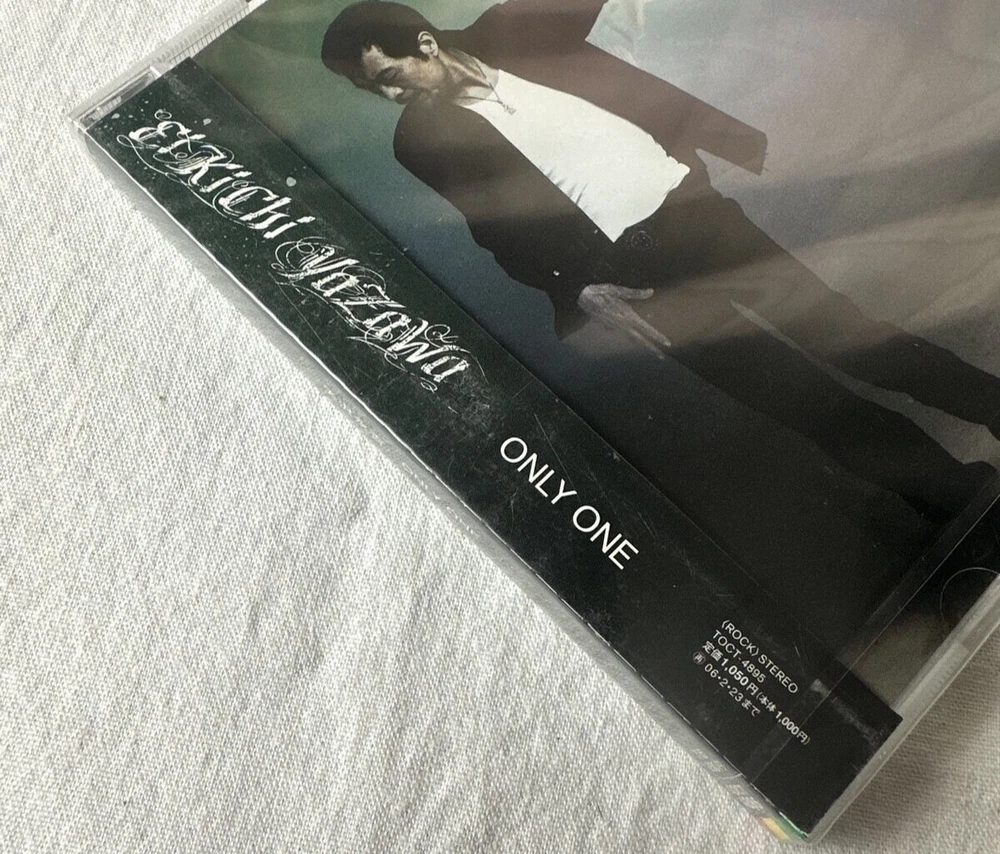 eiKichi YaZaWa
ONLY ONE
(ROCK) STEREO
TOCT-4895
定価1,050円(本体1,000円)
再 06・2・23まで